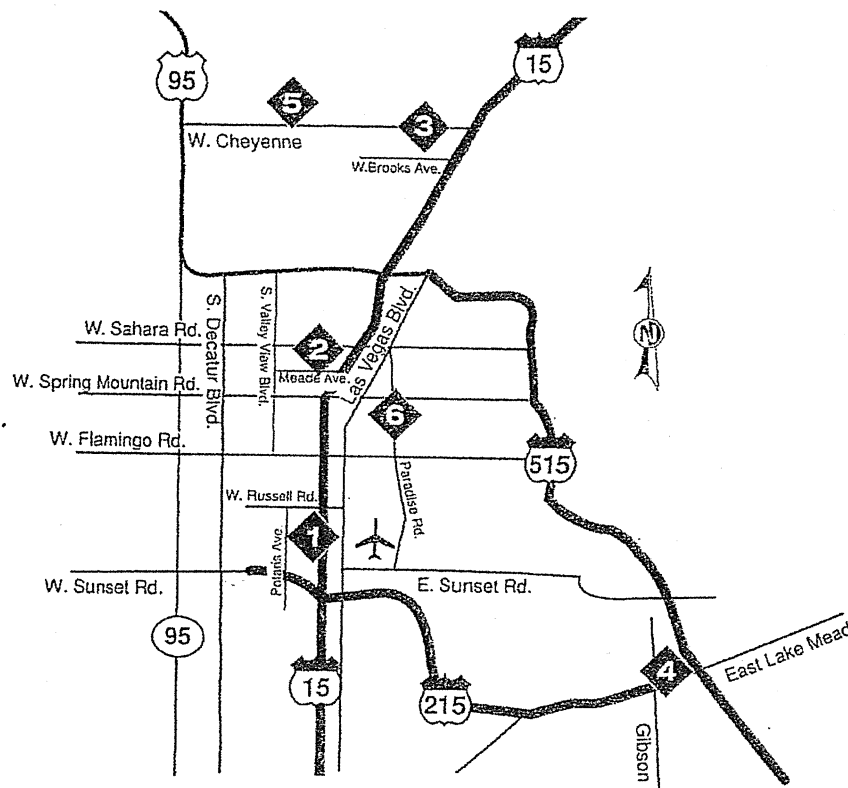 95
15
5
3
W. Cheyenne
W. Brooks Ave.
S. Decatur Blvd.
S. Valley View Blvd.
Las Vegas Blvd.
W. Sahara Rd.
2
N
Meade Ave.
W. Spring Mountain Rd.
6
W. Flamingo Rd.
515
Paradise Rd.
W. Russell Rd.
1
Polaris Ave
W. Sunset Rd.
E. Sunset Rd.
95
15
215
4
East Lake Mead
Gibson